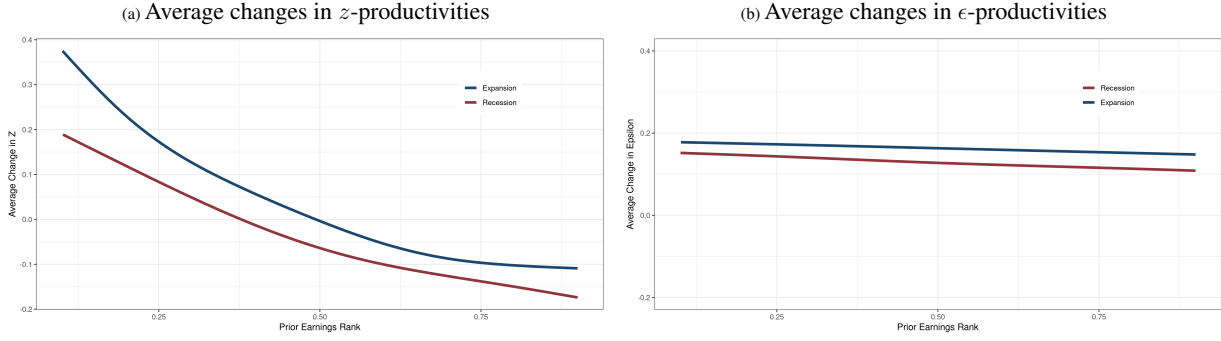 (a) Average changes in z-productivities
0.4
0.3
0.2
0.1
0.0
-0.1
-0.2
Average Change in Z
Expansion
Recession
0.25
0.50
0.75
Prior Earnings Rank
(b) Average changes in ϵ-productivities
0.4
0.2
0.0
-0.2
Average Change in Epsilon
Recession
Expansion
0.25
0.50
0.75
Prior Earnings Rank